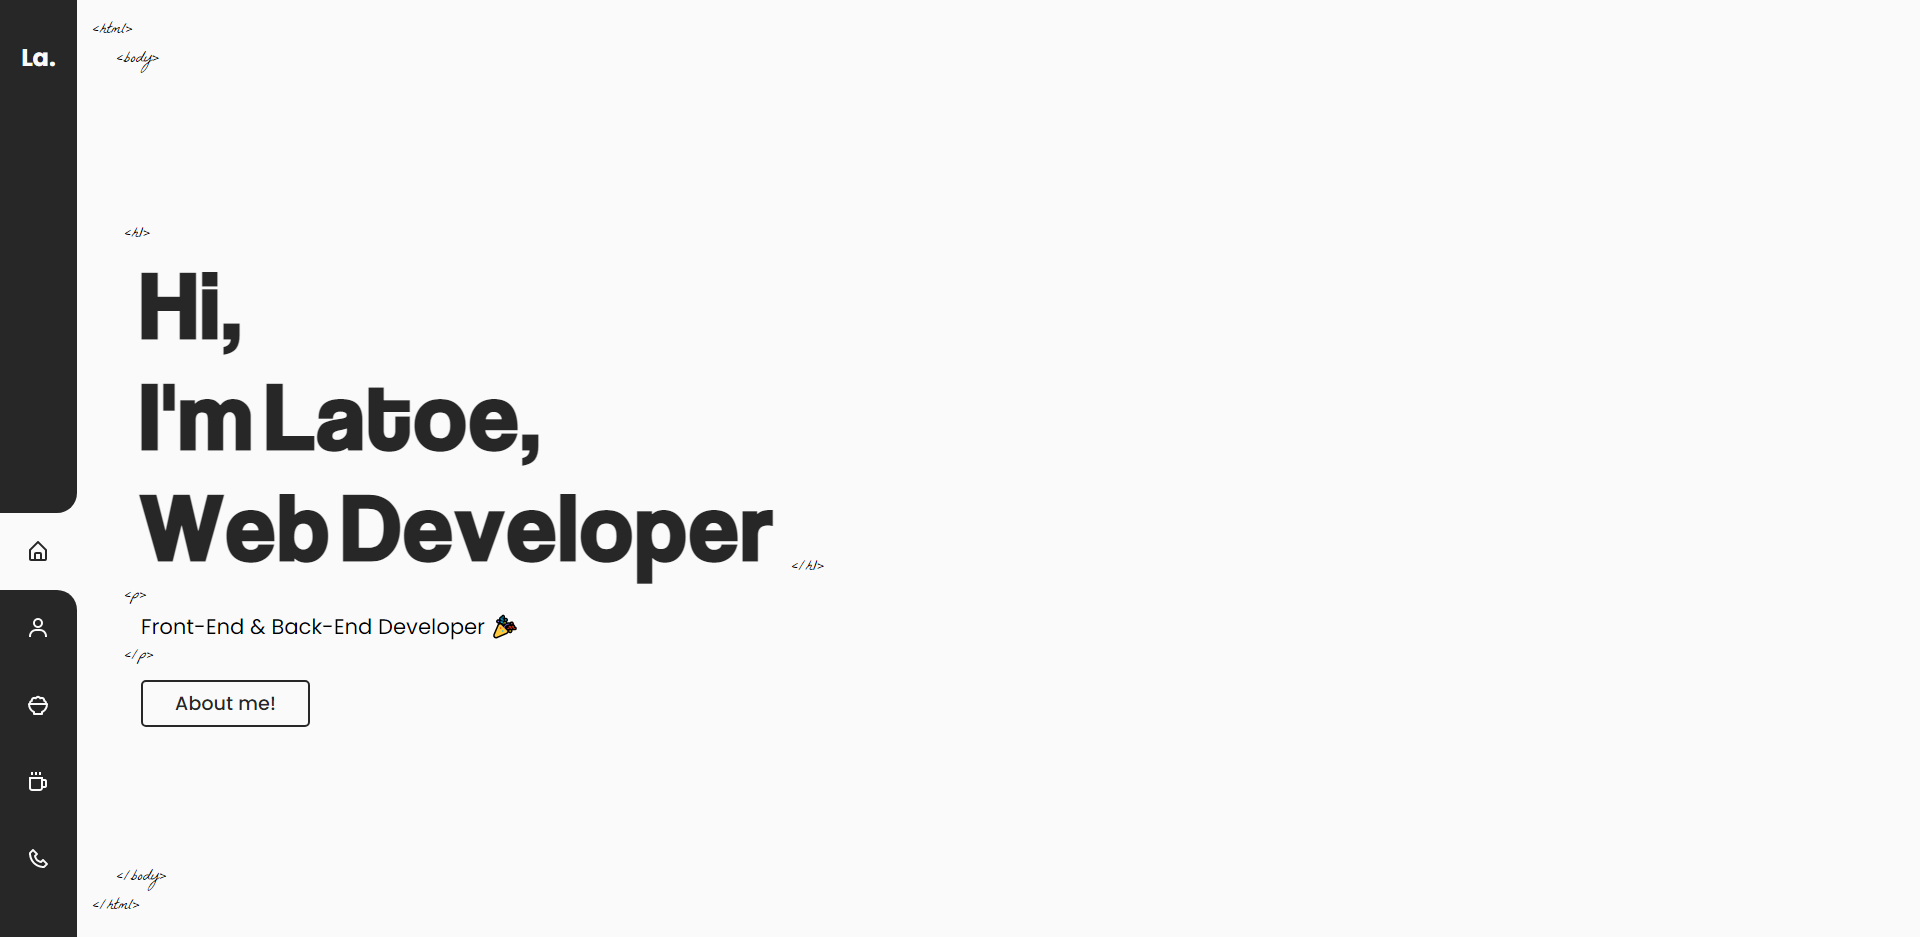 La.
<html>
<body>
<h1>
Hi,
I'm Latoe,
Web Developer
</h1>
<p>
Front-End & Back-End Developer
</p>
About me!
</body>
</html>